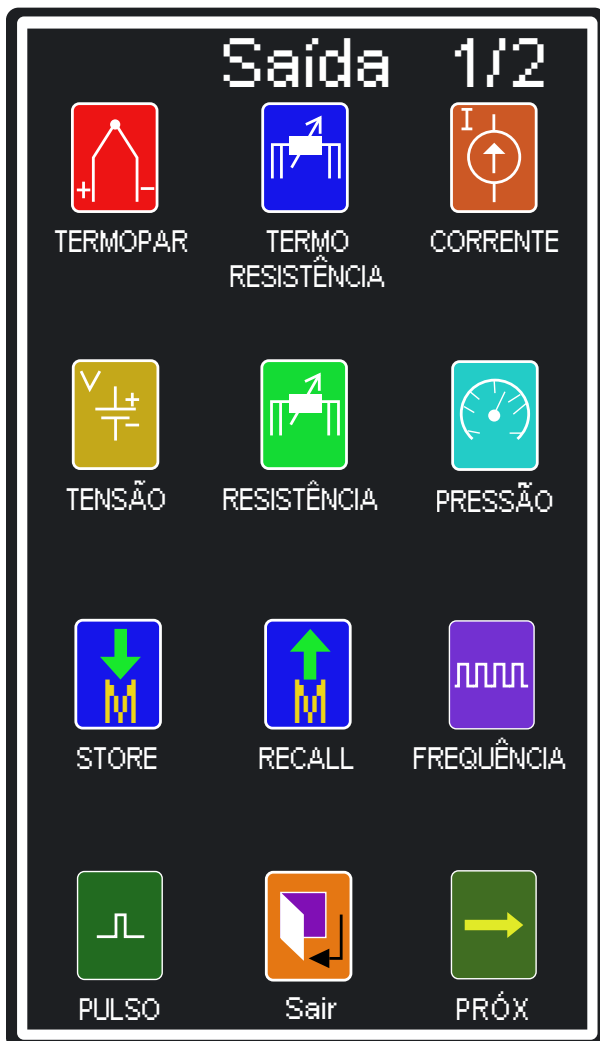 Saída 1/2
I
+ −
TERMOPAR
TERMO
RESISTÊNCIA
CORRENTE
V
+
−
TENSÃO
RESISTÊNCIA
PRESSÃO
M
M
STORE
RECALL
FREQUÊNCIA
PULSO
Sair
PRÓX